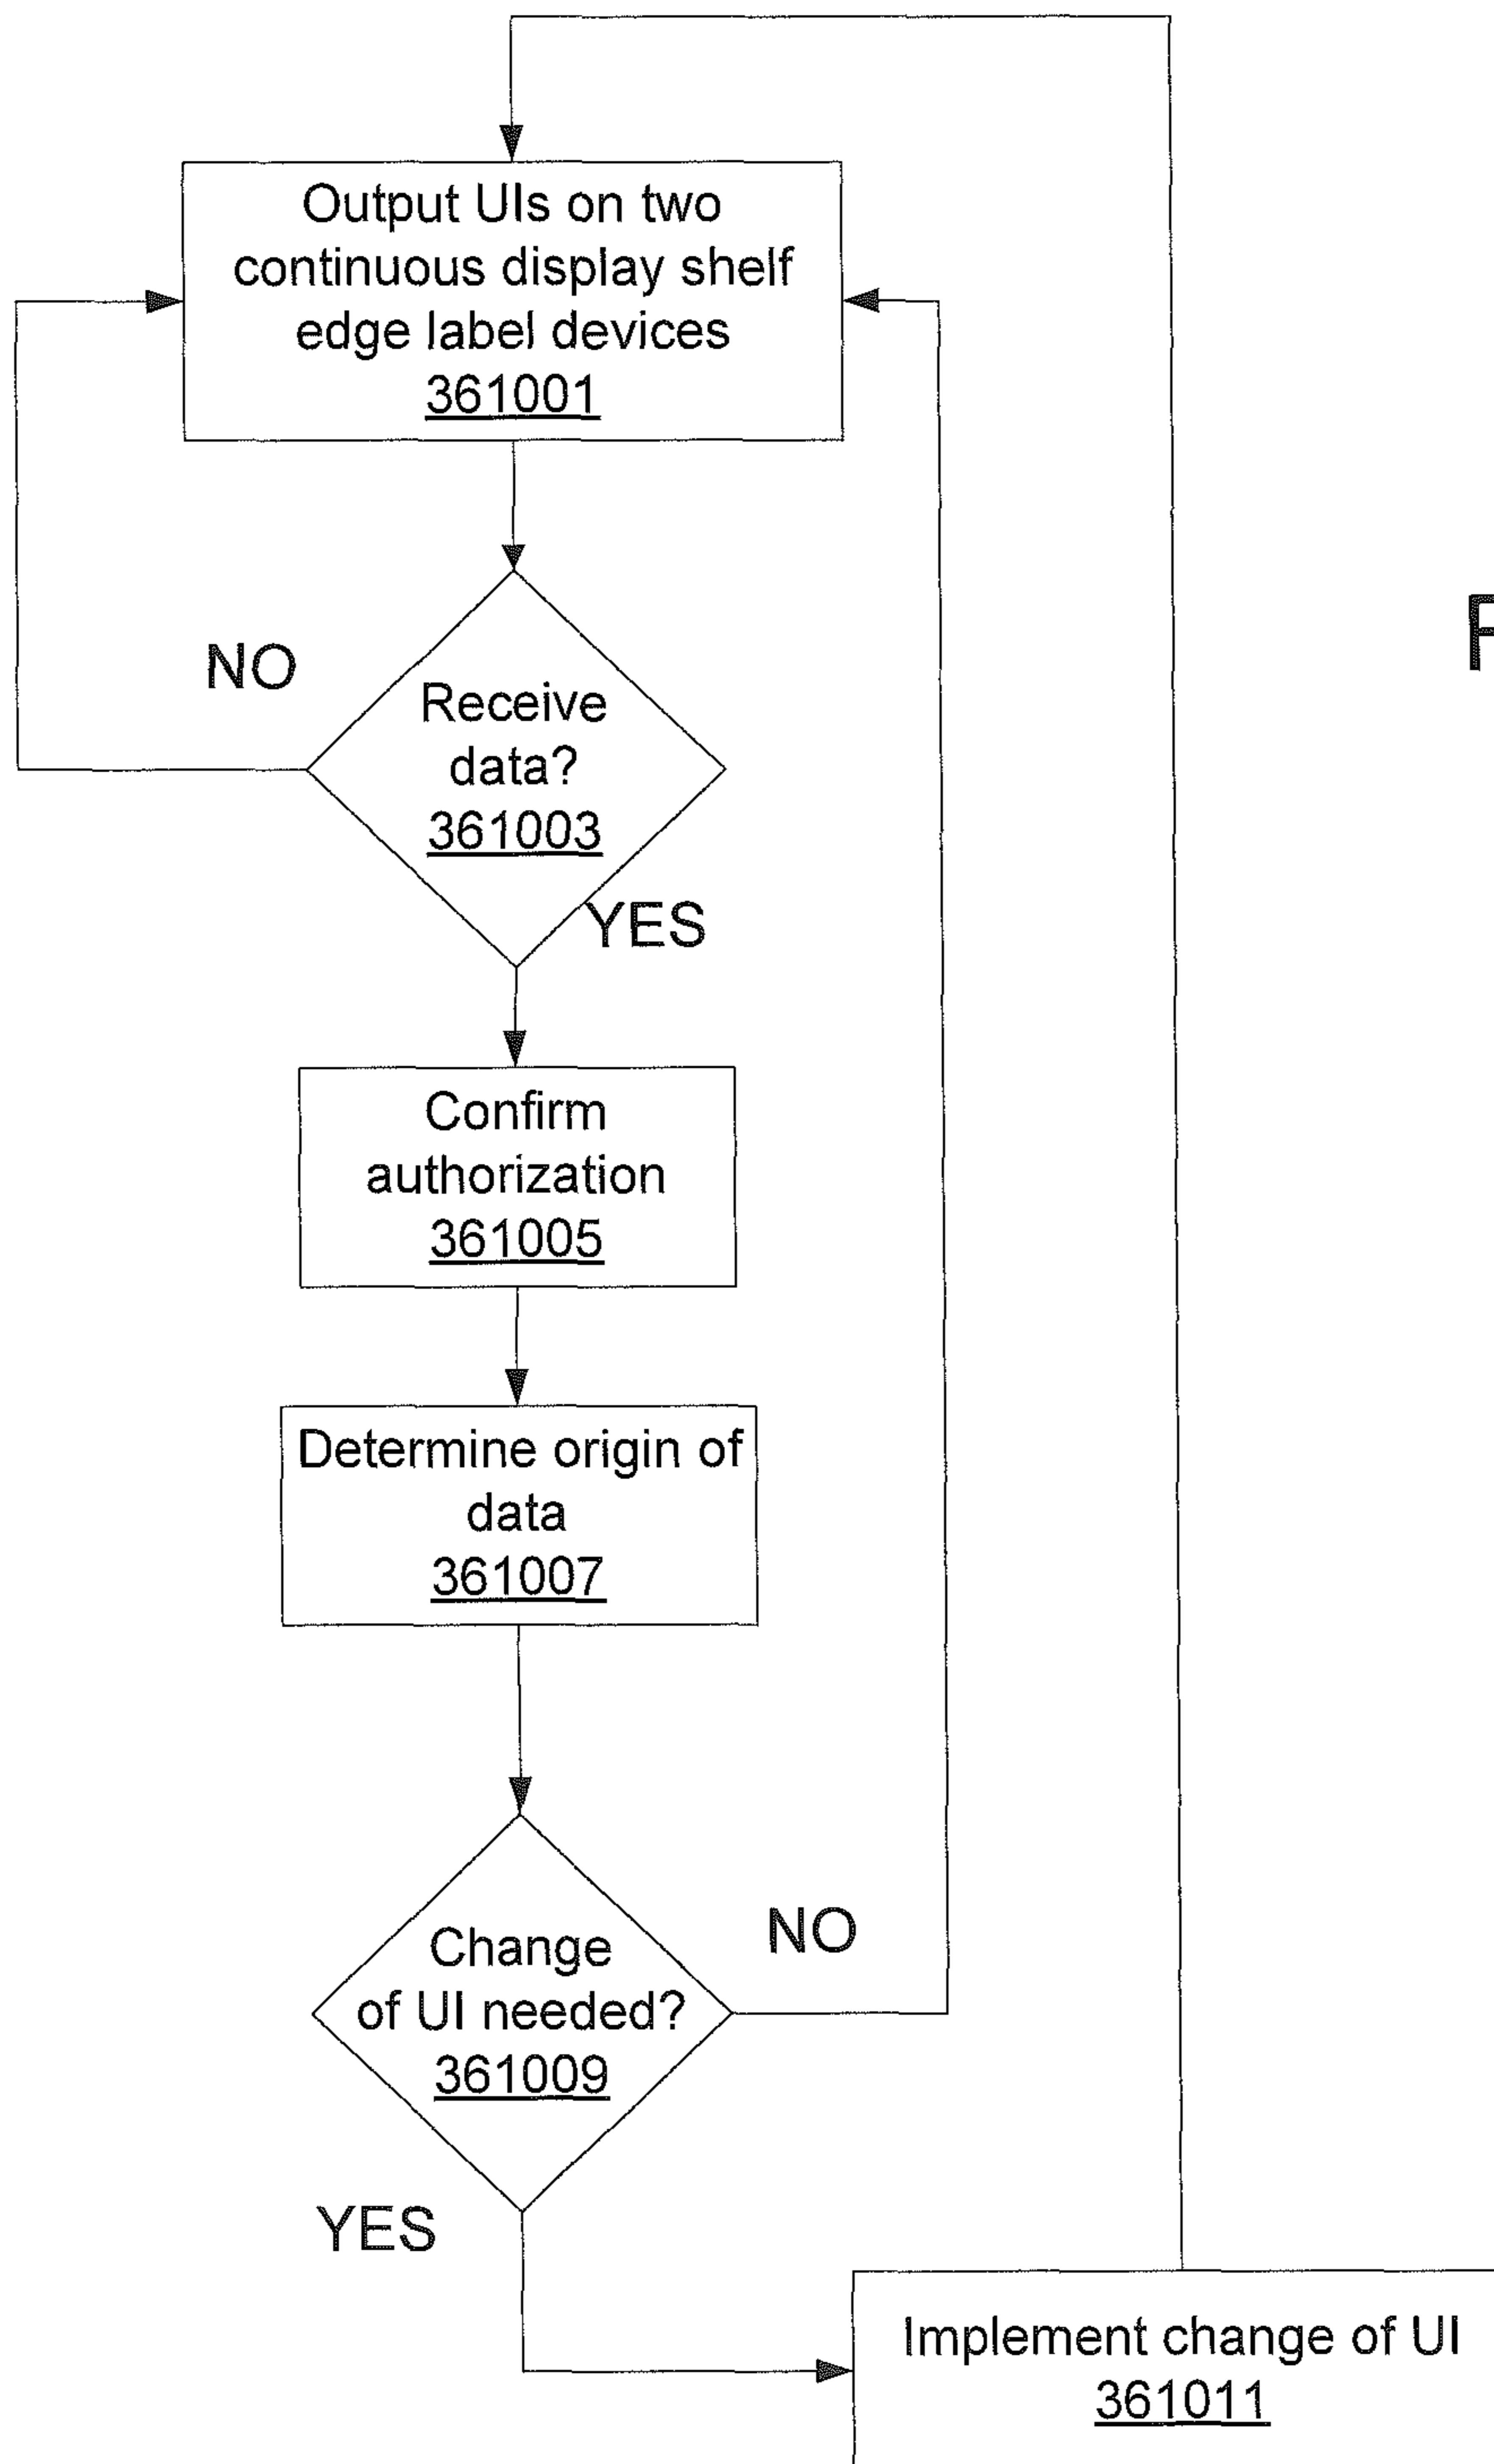 Output UIs on two
continuous display shelf
edge label devices
361001
NO
Receive
data?
361003
YES
Confirm
authorization
361005
Determine origin of
data
361007
Change
of UI needed?
361009
NO
YES
Implement change of UI
361011